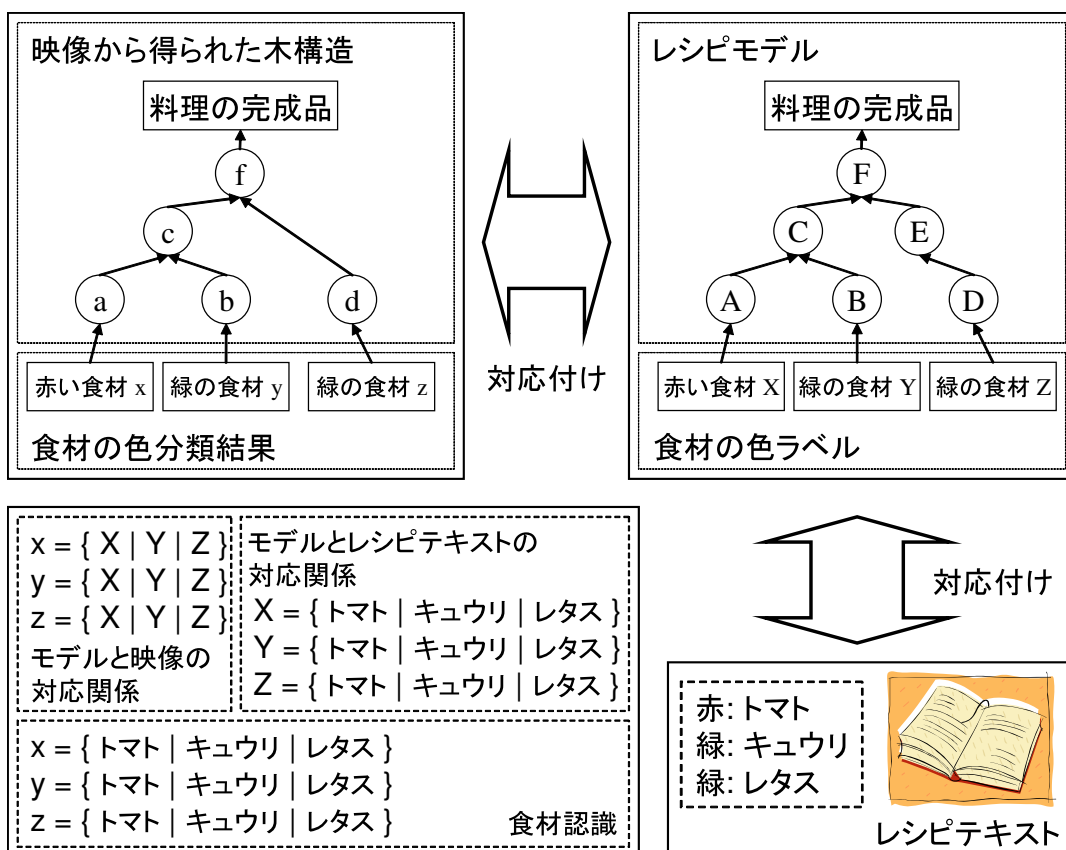 映像から得られた木構造
料理の完成品
f
c
a
b
d
赤い食材 x
緑の食材 y
緑の食材 z
食材の色分類結果
対応付け
レシピモデル
料理の完成品
F
C
E
A
B
D
赤い食材 X
緑の食材 Y
緑の食材 Z
食材の色ラベル
x = { X | Y | Z }
y = { X | Y | Z }
z = { X | Y | Z }
モデルと映像の
対応関係
モデルとレシピテキストの
対応関係
X = { トマト | キュウリ | レタス }
Y = { トマト | キュウリ | レタス }
Z = { トマト | キュウリ | レタス }
x = { トマト | キュウリ | レタス }
y = { トマト | キュウリ | レタス }
z = { トマト | キュウリ | レタス }
食材認識
対応付け
赤: トマト
緑: キュウリ
緑: レタス
レシピテキスト